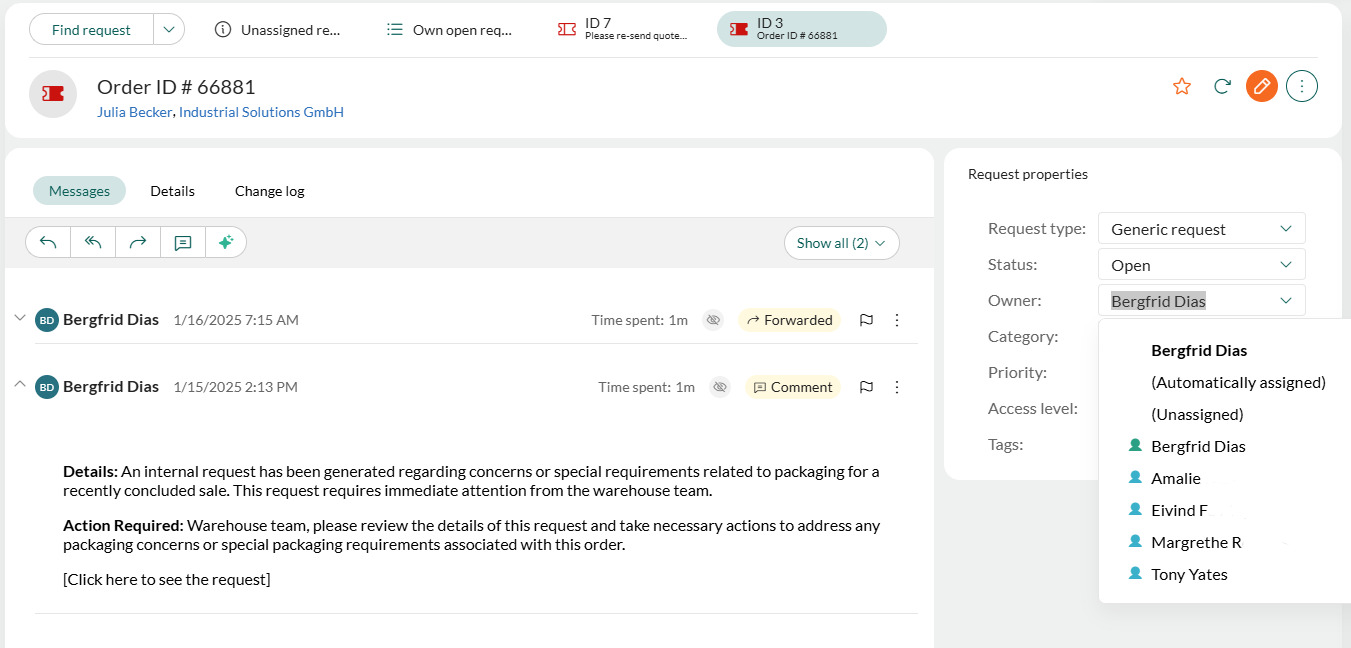 Find request
Unassigned re...
Own open req...
ID 7
Please re-send quote...
ID 3
Order ID # 66881
Order ID # 66881
Julia Becker, Industrial Solutions GmbH
Messages
Details
Change log
Show all (2)
BD Bergfrid Dias 1/16/2025 7:15 AM Time spent: 1m Forwarded
BD Bergfrid Dias 1/15/2025 2:13 PM Time spent: 1m Comment
Details: An internal request has been generated regarding concerns or special requirements related to packaging for a
recently concluded sale. This request requires immediate attention from the warehouse team.
Action Required: Warehouse team, please review the details of this request and take necessary actions to address any
packaging concerns or special packaging requirements associated with this order.
[Click here to see the request]
Request properties
Request type: Generic request
Status: Open
Owner: Bergfrid Dias
Category:
Priority:
Access level:
Tags:
Bergfrid Dias
(Automatically assigned)
(Unassigned)
Bergfrid Dias
Amalie
Eivind F
Margrethe R
Tony Yates